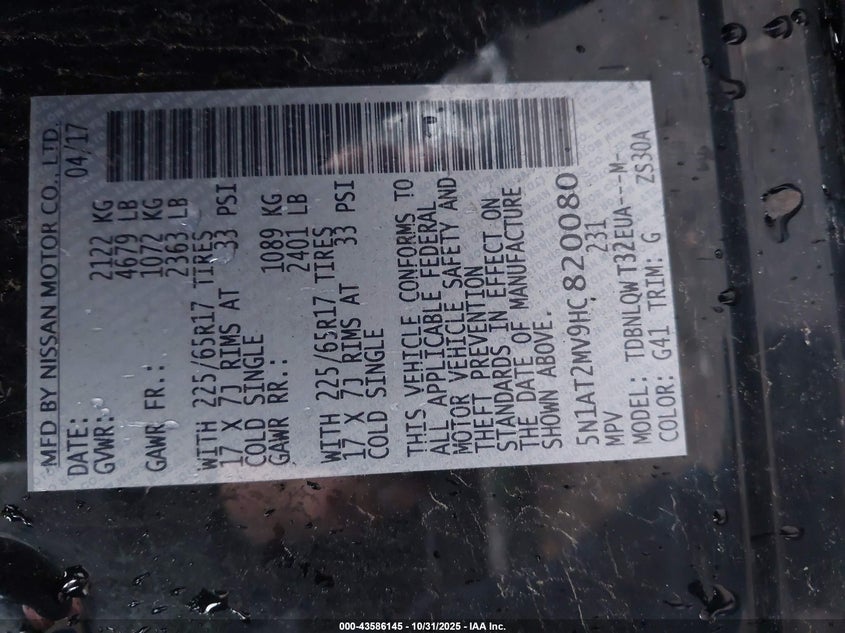 MFD BY NISSAN MOTOR CO., LTD.
DATE: 04/17
GVWR: 2122 KG
4679 LB
GAWR FR.: 1072 KG
2363 LB
WITH 225/65R17 TIRES
17 X 7J RIMS AT 33 PSI
COLD SINGLE
GAWR RR.: 1089 KG
2401 LB
WITH 225/65R17 TIRES
17 X 7J RIMS AT 33 PSI
COLD SINGLE
THIS VEHICLE CONFORMS TO
ALL APPLICABLE FEDERAL
MOTOR VEHICLE SAFETY AND
THEFT PREVENTION
STANDARDS IN EFFECT ON
THE DATE OF MANUFACTURE
SHOWN ABOVE.
5N1AT2MV9HC820080
MPV 231
MODEL: TDBNLQWT32EUA---M-
COLOR: G41 TRIM: G ZS30A
000-43586145 - 10/31/2025 - IAA Inc.